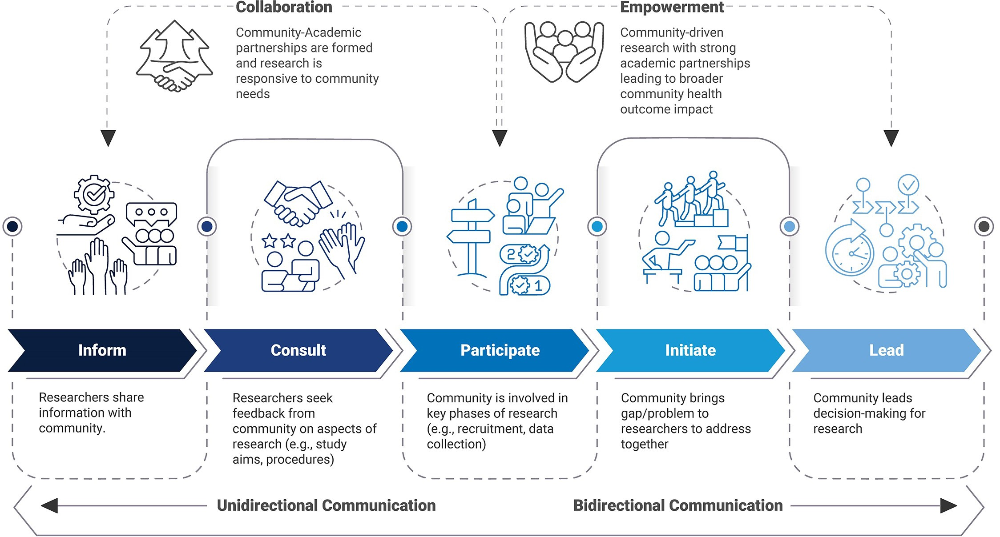 Collaboration
Community-Academic
partnerships are formed
and research is
responsive to community
needs
Empowerment
Community-driven
research with strong
academic partnerships
leading to broader
community health
outcome impact
2
1
Inform
Consult
Participate
Initiate
Lead
Researchers share
information with
community.
Researchers seek
feedback from
community on aspects of
research (e.g., study
aims, procedures)
Community is involved in
key phases of research
(e.g., recruitment, data
collection)
Community brings
gap/problem to
researchers to address
together
Community leads
decision-making for
research
Unidirectional Communication
Bidirectional Communication